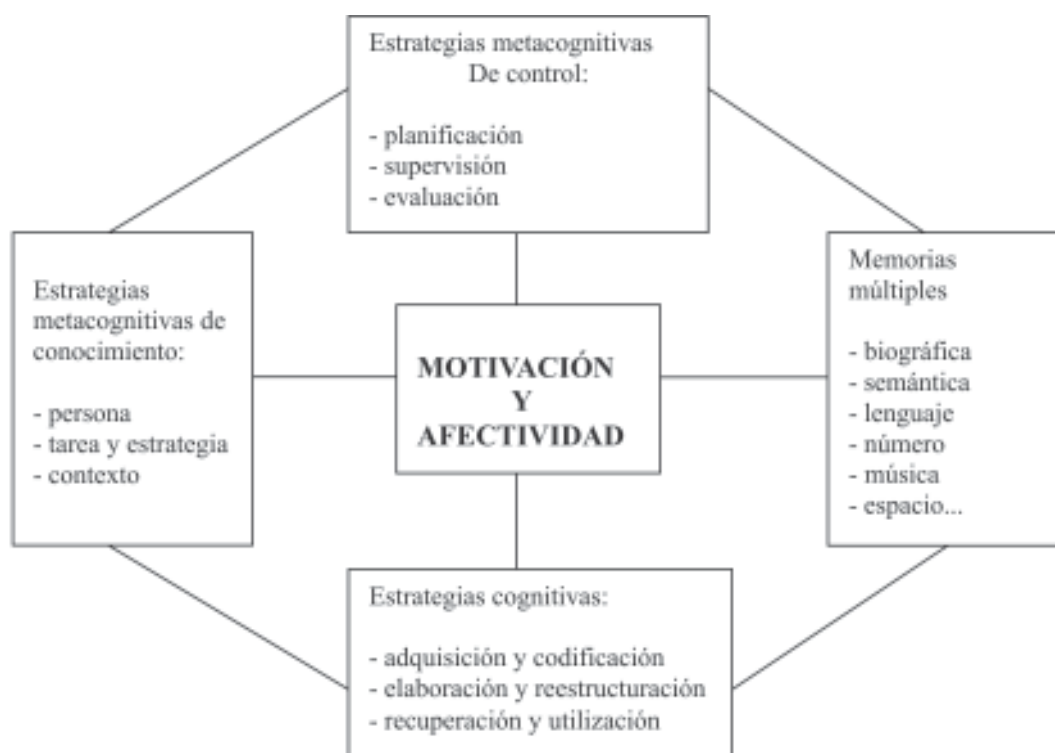 Estrategias metacognitivas
De control:
- planificación
- supervisión
- evaluación
Estrategias
metacognitivas de
conocimiento:
- persona
- tarea y estrategia
- contexto
MOTIVACIÓN
Y
AFECTIVIDAD
Memorias
múltiples
- biográfica
- semántica
- lenguaje
- número
- música
- espacio...
Estrategias cognitivas:
- adquisición y codificación
- elaboración y reestructuración
- recuperación y utilización